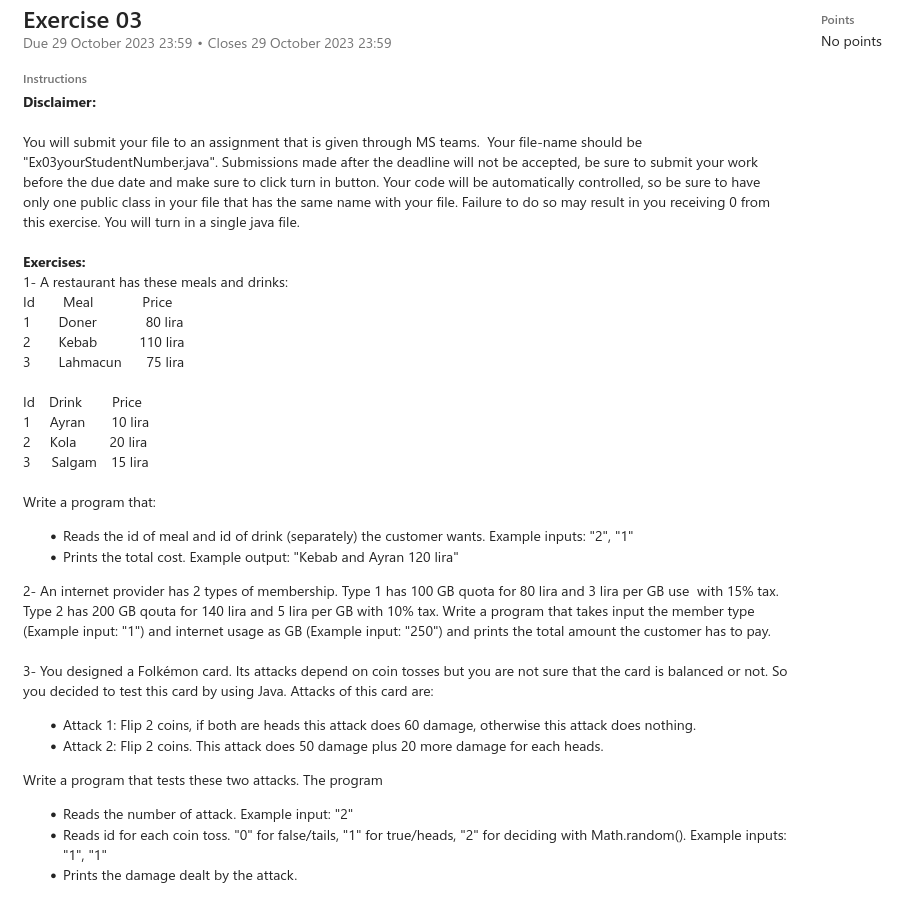 Exercise 03
Due 29 October 2023 23:59 • Closes 29 October 2023 23:59
Points
No points
Instructions
Disclaimer:
You will submit your file to an assignment that is given through MS teams.  Your file-name should be
"Ex03yourStudentNumber.java". Submissions made after the deadline will not be accepted, be sure to submit your work
before the due date and make sure to click turn in button. Your code will be automatically controlled, so be sure to have
only one public class in your file that has the same name with your file. Failure to do so may result in you receiving 0 from
this exercise. You will turn in a single java file.
Exercises:
1- A restaurant has these meals and drinks:
Id Meal Price
1 Doner 80 lira
2 Kebab 110 lira
3 Lahmacun 75 lira
Id Drink Price
1 Ayran 10 lira
2 Kola 20 lira
3 Salgam 15 lira
Write a program that:
• Reads the id of meal and id of drink (separately) the customer wants. Example inputs: "2", "1"
• Prints the total cost. Example output: "Kebab and Ayran 120 lira"
2- An internet provider has 2 types of membership. Type 1 has 100 GB quota for 80 lira and 3 lira per GB use  with 15% tax.
Type 2 has 200 GB qouta for 140 lira and 5 lira per GB with 10% tax. Write a program that takes input the member type
(Example input: "1") and internet usage as GB (Example input: "250") and prints the total amount the customer has to pay.
3- You designed a Folkémon card. Its attacks depend on coin tosses but you are not sure that the card is balanced or not. So
you decided to test this card by using Java. Attacks of this card are:
• Attack 1: Flip 2 coins, if both are heads this attack does 60 damage, otherwise this attack does nothing.
• Attack 2: Flip 2 coins. This attack does 50 damage plus 20 more damage for each heads.
Write a program that tests these two attacks. The program
• Reads the number of attack. Example input: "2"
• Reads id for each coin toss. "0" for false/tails, "1" for true/heads, "2" for deciding with Math.random(). Example inputs:
"1", "1"
• Prints the damage dealt by the attack.